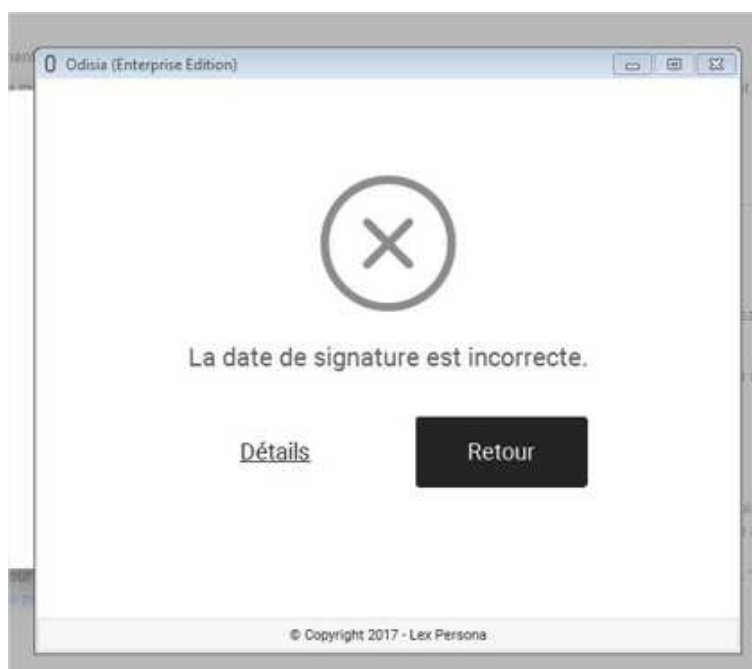 Odisia (Enterprise Edition)
La date de signature est incorrecte.
Détails
Retour
© Copyright 2017 - Lex Persona